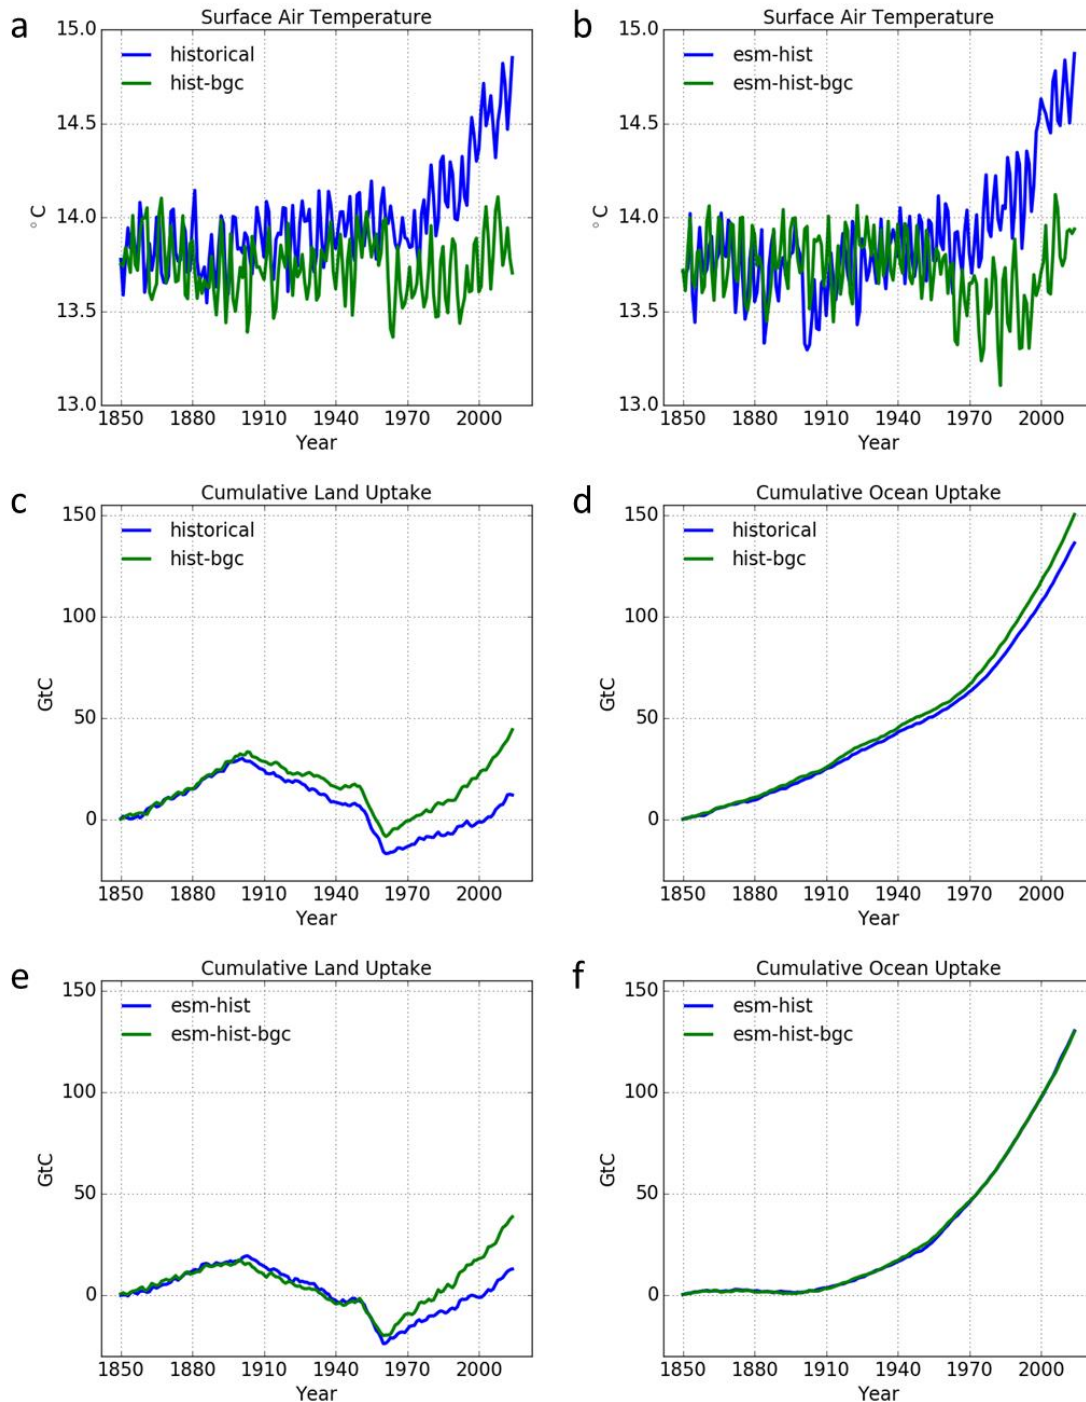 a
Surface Air Temperature
15.0
14.5
14.0
13.5
13.0
°C
historical
hist-bgc
1850 1880 1910 1940 1970 2000
Year
b
Surface Air Temperature
15.0
14.5
14.0
13.5
13.0
°C
esm-hist
esm-hist-bgc
1850 1880 1910 1940 1970 2000
Year
c
Cumulative Land Uptake
150
100
50
0
GtC
historical
hist-bgc
1850 1880 1910 1940 1970 2000
Year
d
Cumulative Ocean Uptake
150
100
50
0
GtC
historical
hist-bgc
1850 1880 1910 1940 1970 2000
Year
e
Cumulative Land Uptake
150
100
50
0
GtC
esm-hist
esm-hist-bgc
1850 1880 1910 1940 1970 2000
Year
f
Cumulative Ocean Uptake
150
100
50
0
GtC
esm-hist
esm-hist-bgc
1850 1880 1910 1940 1970 2000
Year